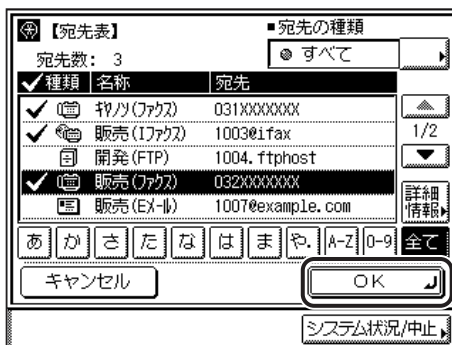 【宛先表】 ■宛先の種類
宛先数: 3 すべて
種類 名称 宛先
ｷﾔﾉﾝ(ﾌｧｸｽ) 031XXXXXXX
販売(Iﾌｧｸｽ) 1003@ifax
1/2
開発(FTP) 1004.ftphost
販売(ﾌｧｸｽ) 032XXXXXXX
販売(Eﾒｰﾙ) 1007@example.com
詳細
情報
あ か さ た な は ま や. A-Z 0-9 全て
キャンセル OK
システム状況/中止